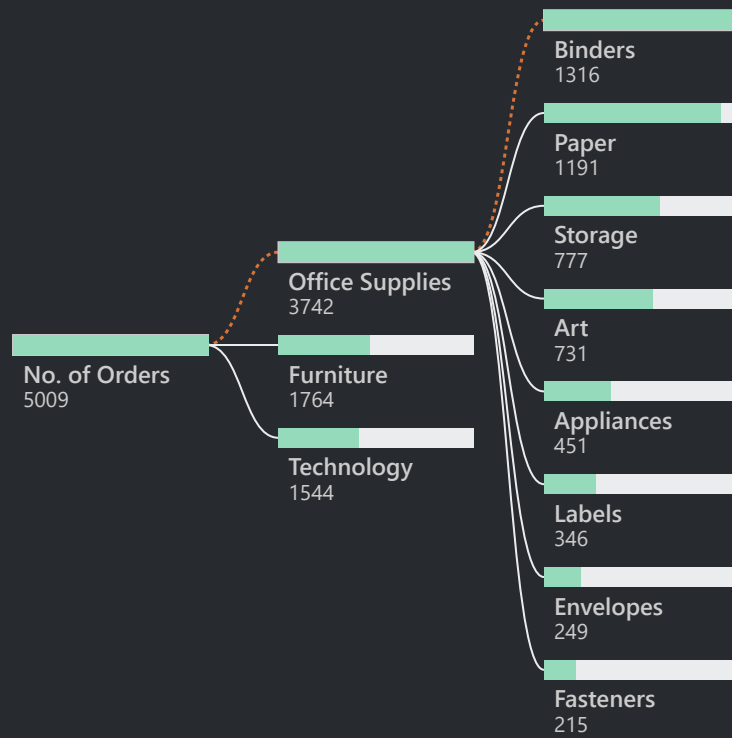 No. of Orders
5009
Office Supplies
3742
Furniture
1764
Technology
1544
Binders
1316
Paper
1191
Storage
777
Art
731
Appliances
451
Labels
346
Envelopes
249
Fasteners
215